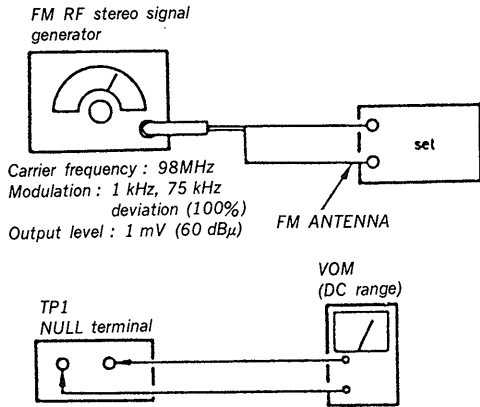 FM RF stereo signal
generator
set
Carrier frequency : 98MHz
Modulation : 1 kHz, 75 kHz
deviation (100%)
Output level : 1 mV (60 dBμ)
FM ANTENNA
VOM
(DC range)
TP1
NULL terminal